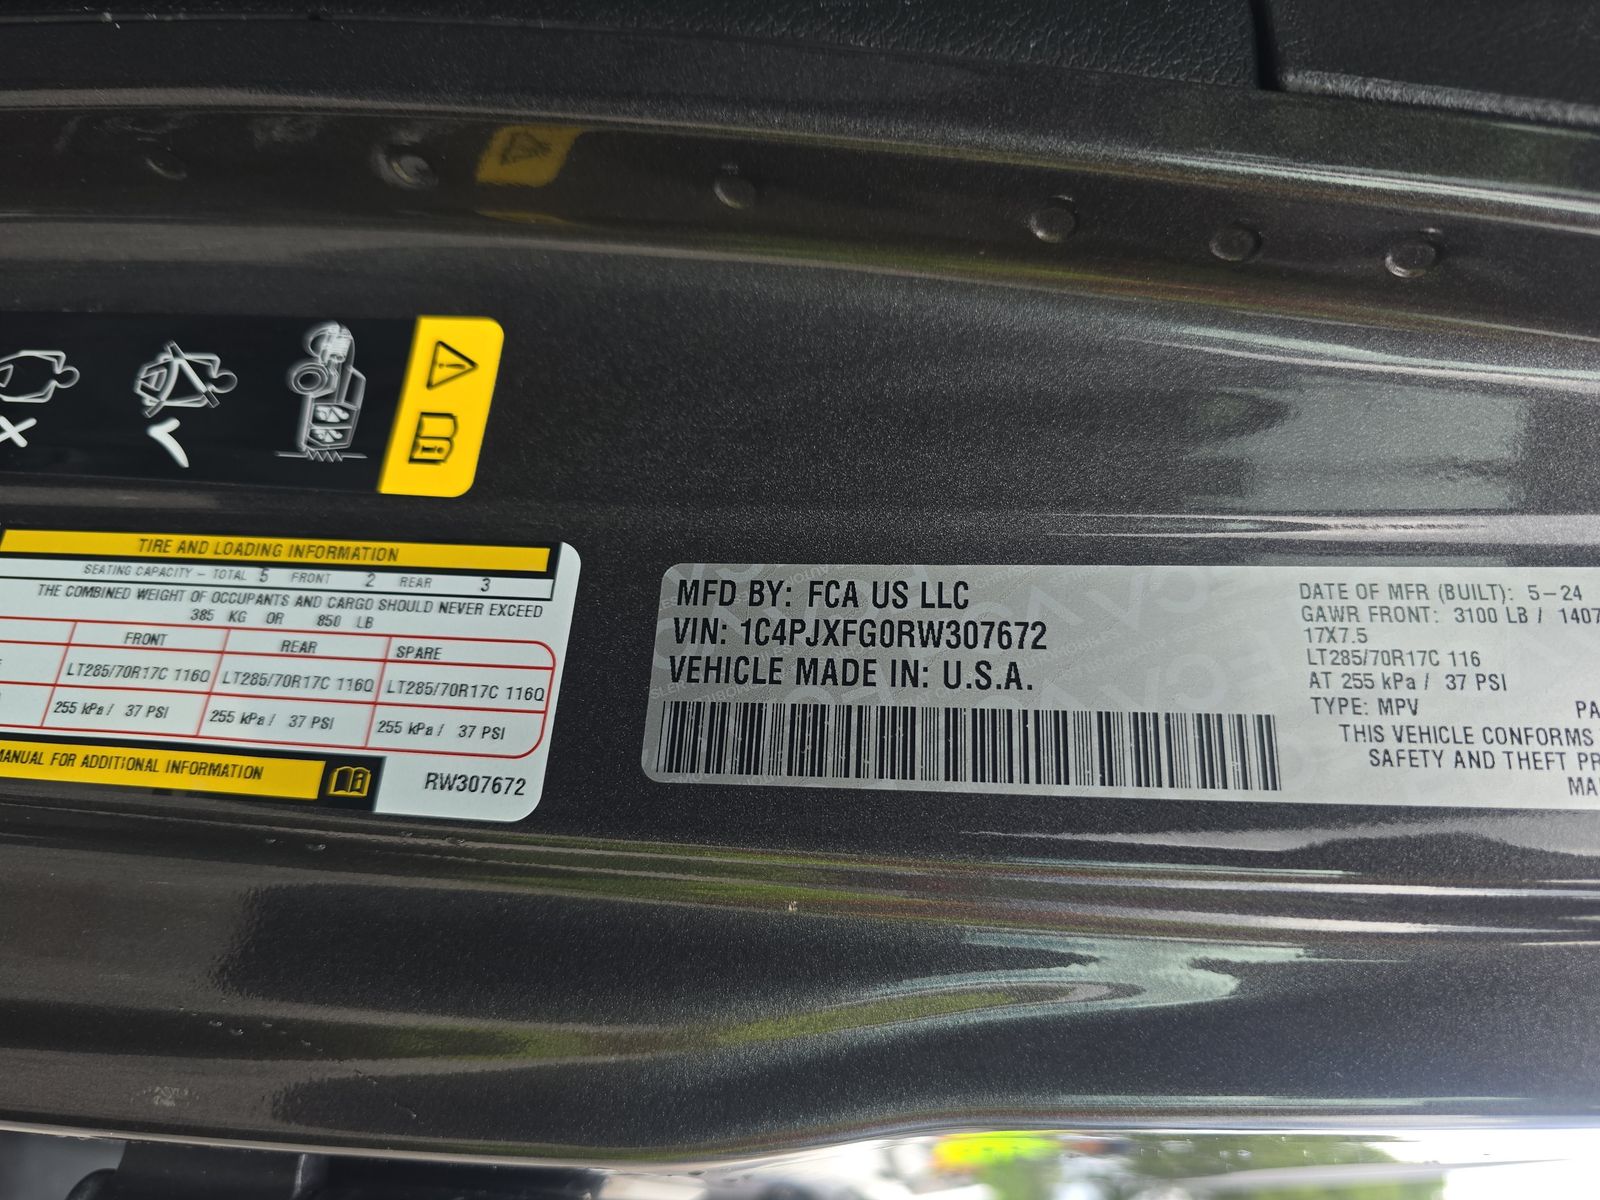 TIRE AND LOADING INFORMATION
SEATING CAPACITY – TOTAL 5 FRONT 2 REAR 3
THE COMBINED WEIGHT OF OCCUPANTS AND CARGO SHOULD NEVER EXCEED
385 KG OR 850 LB
FRONT REAR SPARE
LT285/70R17C 116Q LT285/70R17C 116Q LT285/70R17C 116Q
255 kPa / 37 PSI 255 kPa / 37 PSI 255 kPa / 37 PSI
MANUAL FOR ADDITIONAL INFORMATION
RW307672
MFD BY: FCA US LLC
VIN: 1C4PJXFG0RW307672
VEHICLE MADE IN: U.S.A.
DATE OF MFR (BUILT): 5-24
GAWR FRONT: 3100 LB / 1407
17X7.5
LT285/70R17C 116
AT 255 kPa / 37 PSI
TYPE: MPV PA
THIS VEHICLE CONFORMS
SAFETY AND THEFT PR
MA